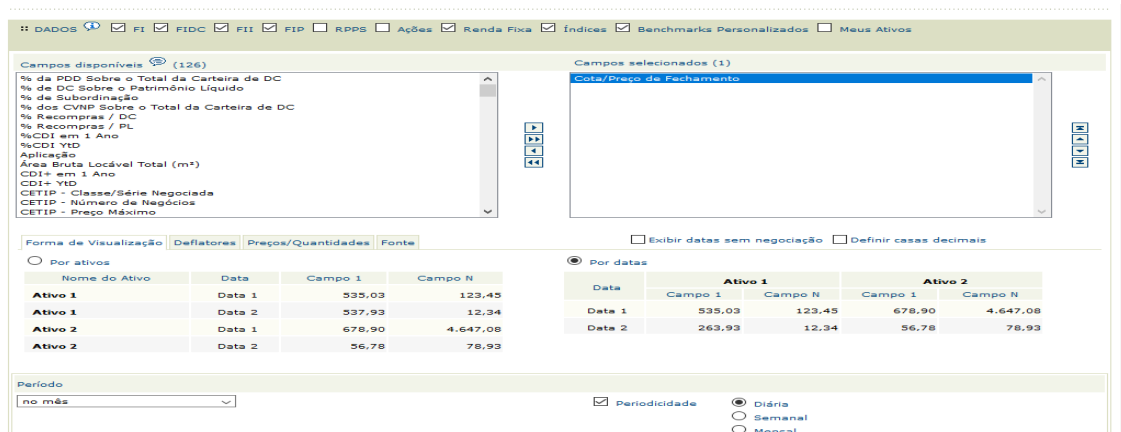 :: DADOS FI FIDC FII FIP RPPS Ações Renda Fixa Índices Benchmarks Personalizados Meus Ativos
Campos disponíveis (126)
% da PDD Sobre o Total da Carteira de DC
% de DC Sobre o Patrimônio Líquido
% de Subordinação
% dos CVNP Sobre o Total da Carteira de DC
% Recompras / DC
% Recompras / PL
%CDI em 1 Ano
%CDI YtD
Aplicação
Área Bruta Locável Total (m²)
CDI+ em 1 Ano
CDI+ YtD
CETIP - Classe/Série Negociada
CETIP - Número de Negócios
CETIP - Preço Máximo
Campos selecionados (1)
Cota/Preço de Fechamento
Forma de Visualização Deflatores Preços/Quantidades Fonte
Exibir datas sem negociação Definir casas decimais
Por ativos
Nome do Ativo Data Campo 1 Campo N
Ativo 1 Data 1 535,03 123,45
Ativo 1 Data 2 537,93 12,34
Ativo 2 Data 1 678,90 4.647,08
Ativo 2 Data 2 56,78 78,93
Por datas
Data Ativo 1 Ativo 2
Campo 1 Campo N Campo 1 Campo N
Data 1 535,03 123,45 678,90 4.647,08
Data 2 263,93 12,34 56,78 78,93
Período
no mês
Periodicidade Diária
Semanal
Mensal